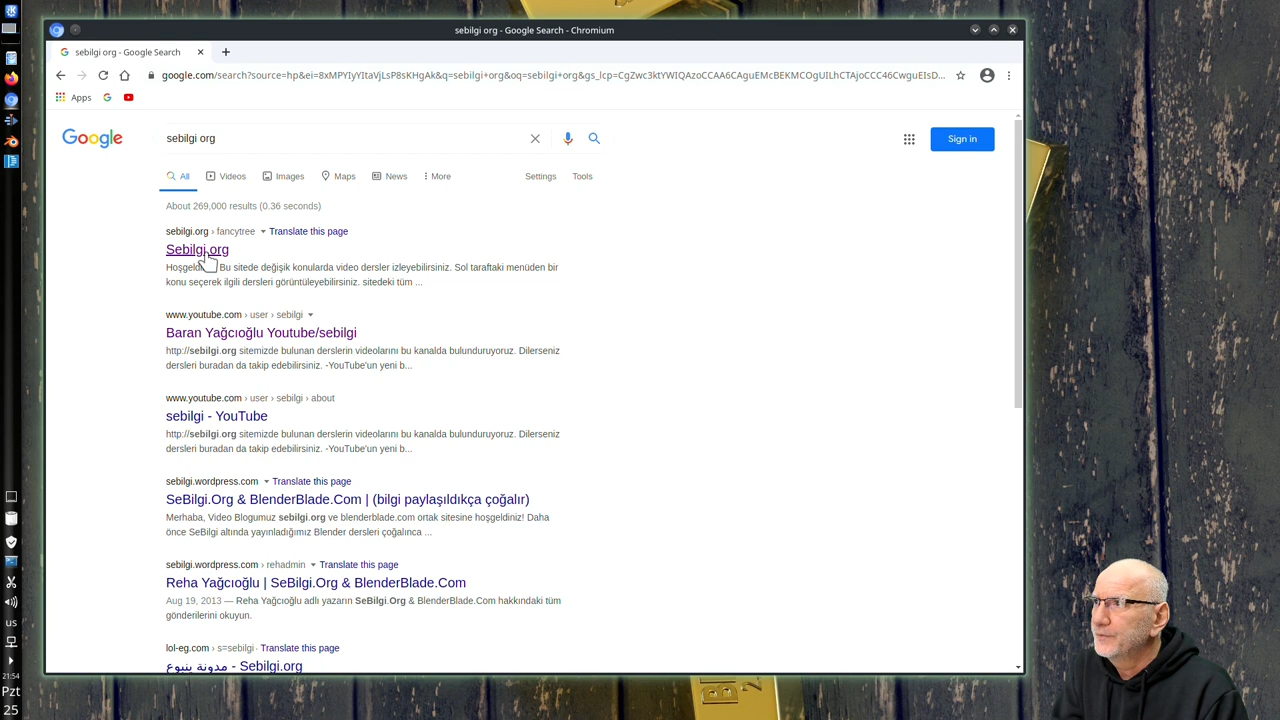 sebilgi org - Google Search - Chromium
sebilgi org - Google Search
google.com/search?source=hp&ei=8xMPYIyYItaVjLsP8sKHgAk&q=sebilgi+org&oq=sebilgi+org&gs_lcp=CgZwc3ktYWIQAzoCCAA6CAguEMcBEKMCOgUILhCTAjoCCC46CwguEIsD...
Apps
Google
sebilgi org
Sign in
All Videos Images Maps News More Settings Tools
About 269,000 results (0.36 seconds)
sebilgi.org › fancytree Translate this page
Sebilgi.org
Bu sitede değişik konularda video dersler izleyebilirsiniz. Sol taraftaki menüden bir
konu seçerek ilgili dersleri görüntüleyebilirsiniz. sitedeki tüm ...
www.youtube.com › user › sebilgi
Baran Yağcıoğlu Youtube/sebilgi
http://sebilgi.org sitemizde bulunan derslerin videolarını bu kanalda bulunduruyoruz. Dilerseniz
dersleri buradan da takip edebilirsiniz. -YouTube'un yeni b...
www.youtube.com › user › sebilgi › about
sebilgi - YouTube
http://sebilgi.org sitemizde bulunan derslerin videolarını bu kanalda bulunduruyoruz. Dilerseniz
dersleri buradan da takip edebilirsiniz. -YouTube'un yeni b...
sebilgi.wordpress.com Translate this page
SeBilgi.Org & BlenderBlade.Com | (bilgi paylaşıldıkça çoğalır)
Merhaba, Video Blogumuz sebilgi.org ve blenderblade.com ortak sitesine hoşgeldiniz! Daha
önce SeBilgi altında yayınladığımız Blender dersleri çoğalınca ...
sebilgi.wordpress.com › rehadmin Translate this page
Reha Yağcıoğlu | SeBilgi.Org & BlenderBlade.Com
Aug 19, 2013 — Reha Yağcıoğlu adlı yazarın SeBilgi.Org & BlenderBlade.Com hakkındaki tüm
gönderilerini okuyun.
lol-eg.com › s=sebilgi · Translate this page
مدونة ينبوع - Sebilgi.org
us
21:54
Pzt
25